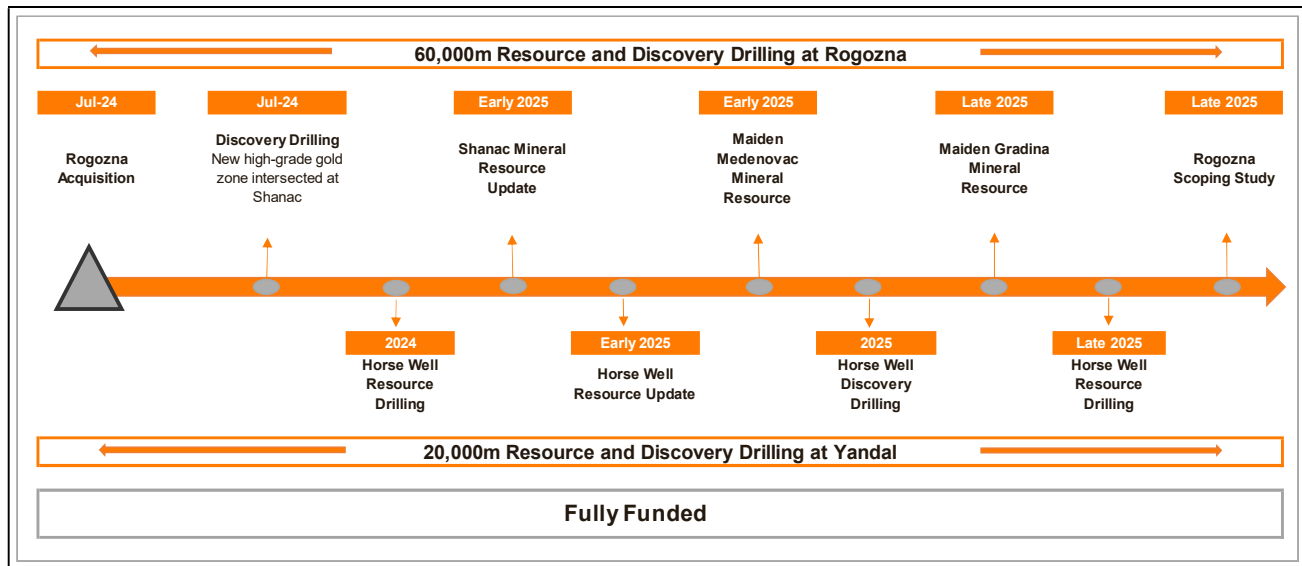 60,000m Resource and Discovery Drilling at Rogozna
Jul-24
Rogozna
Acquisition
Jul-24
Discovery Drilling
New high-grade gold
zone intersected at
Shanac
Early 2025
Shanac Mineral
Resource
Update
Early 2025
Maiden
Medenovac
Mineral
Resource
Late 2025
Maiden Gradina
Mineral
Resource
Late 2025
Rogozna
Scoping Study
2024
Horse Well
Resource
Drilling
Early 2025
Horse Well
Resource Update
2025
Horse Well
Discovery
Drilling
Late 2025
Horse Well
Resource
Drilling
20,000m Resource and Discovery Drilling at Yandal
Fully Funded